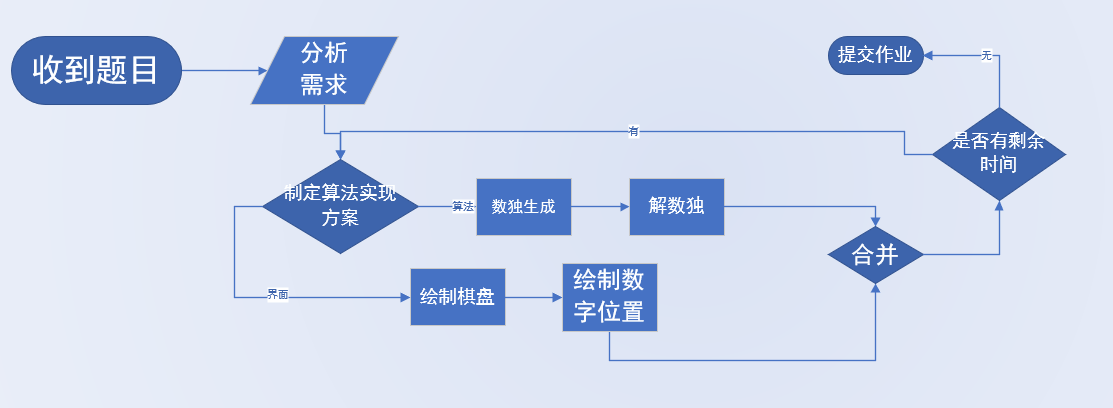 收到题目
分析
需求
提交作业
无
有
是否有剩余
时间
制定算法实现
方案
算法
数独生成
解数独
合并
界面
绘制棋盘
绘制数
字位置